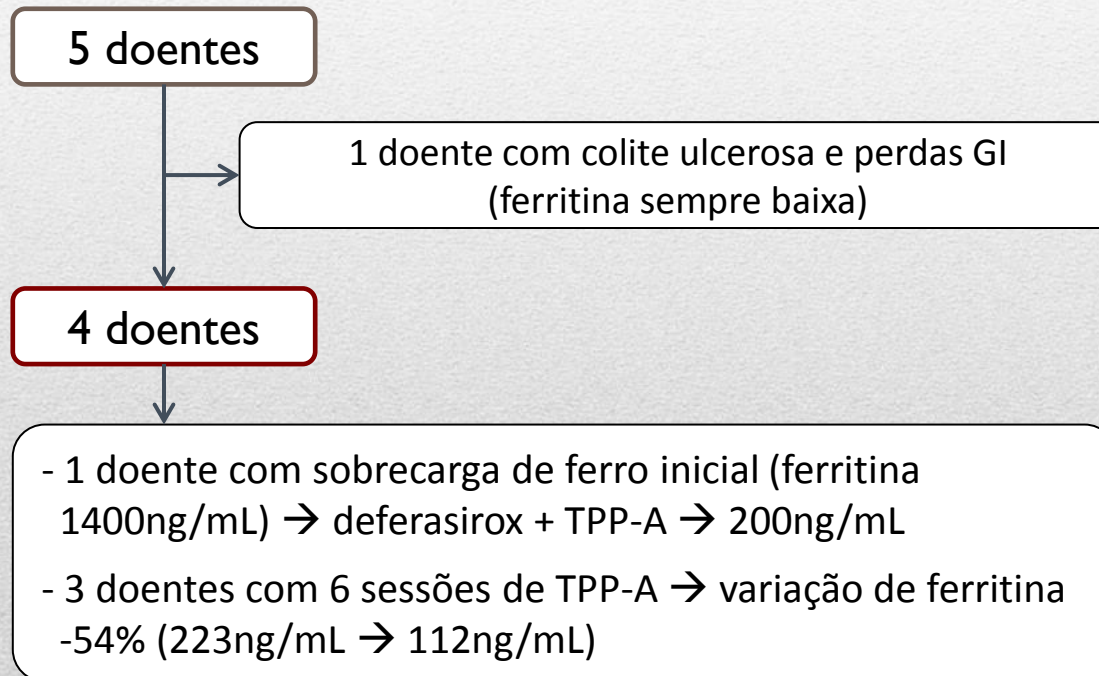 5 doentes
1 doente com colite ulcerosa e perdas GI
(ferritina sempre baixa)
4 doentes
- 1 doente com sobrecarga de ferro inicial (ferritina
1400ng/mL) → deferasirox + TPP-A → 200ng/mL
- 3 doentes com 6 sessões de TPP-A → variação de ferritina
-54% (223ng/mL → 112ng/mL)